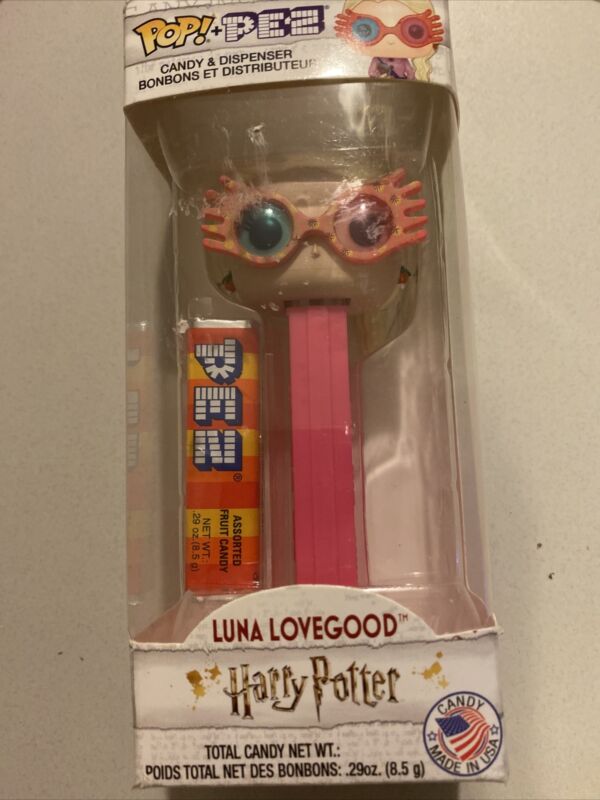 POP!+PEZ®
CANDY & DISPENSER
BONBONS ET DISTRIBUTEUR
PEZ®
ASSORTED
FRUIT CANDY
NET WT.:
.29 oz.(8.5 g)
LUNA LOVEGOOD™
Harry Potter
CANDY
MADE IN USA
TOTAL CANDY NET WT.:
POIDS TOTAL NET DES BONBONS: .29oz. (8.5 g)